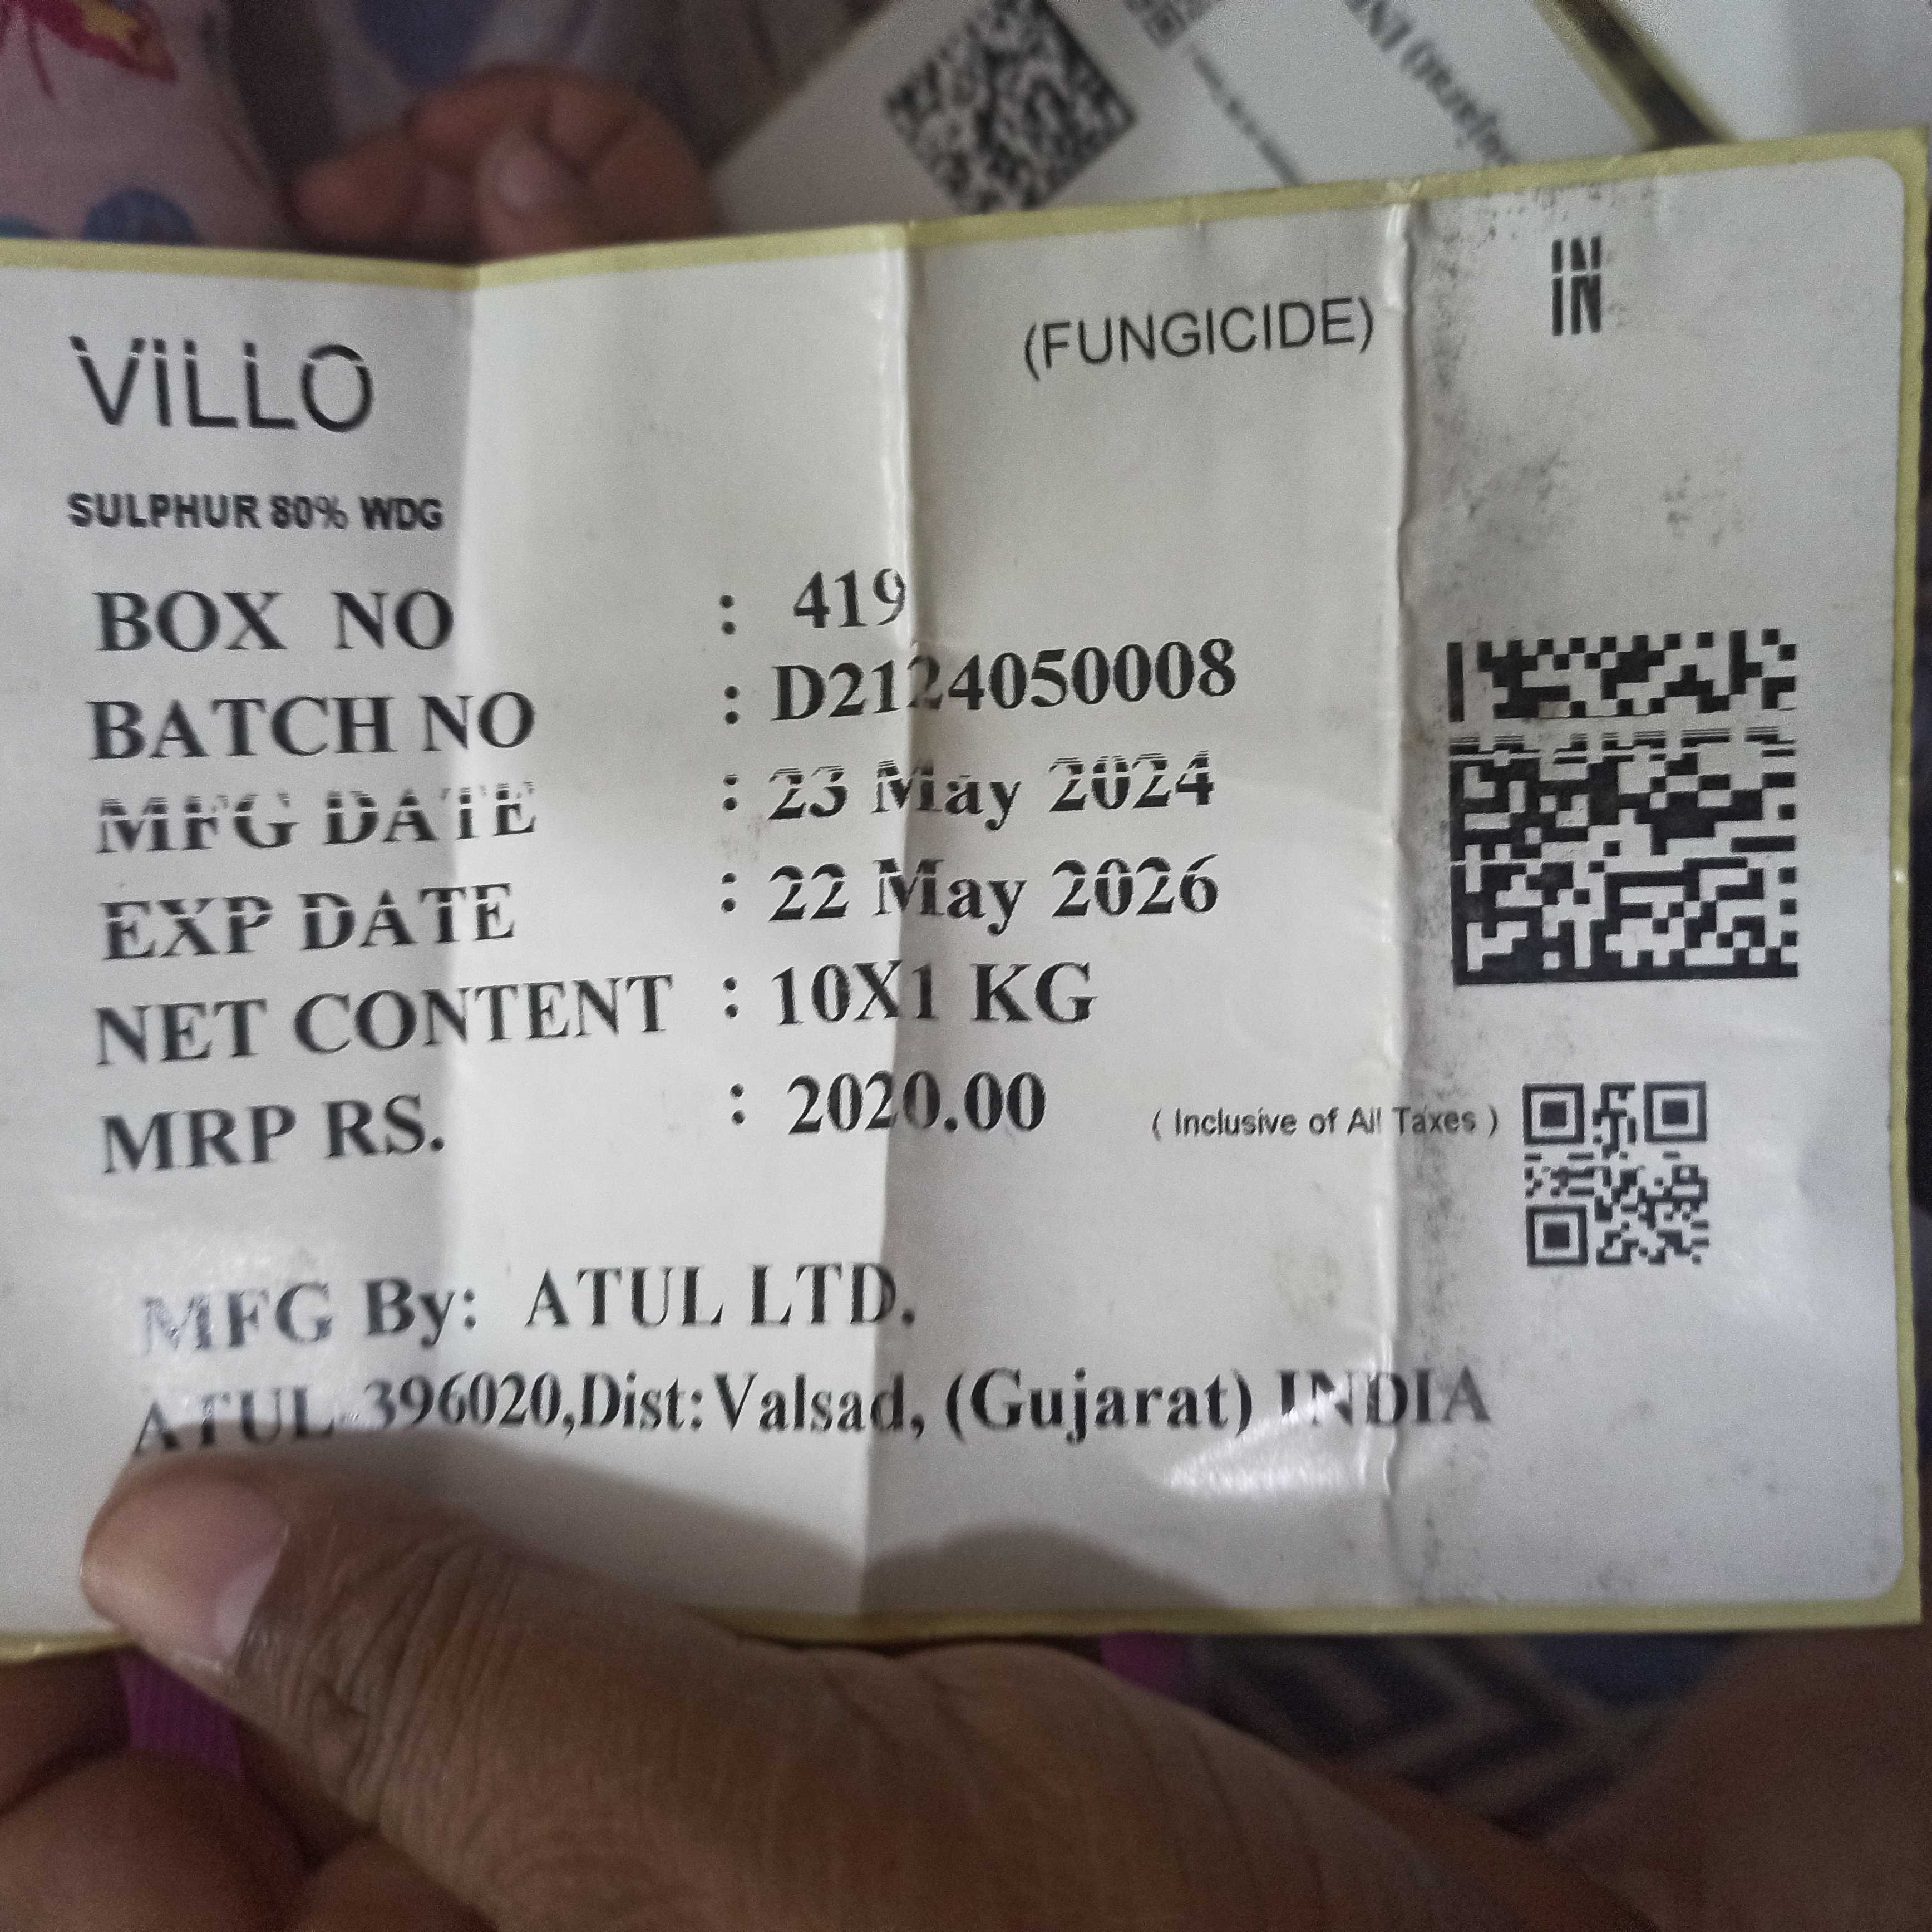 VILLO
(FUNGICIDE)
IN
SULPHUR 80% WDG
BOX NO : 419
BATCH NO : D2124050008
MFG DATE : 23 May 2024
EXP DATE : 22 May 2026
NET CONTENT : 10X1 KG
MRP RS. : 2020.00 ( Inclusive of All Taxes )
MFG By: ATUL LTD.
ATUL-396020,Dist:Valsad, (Gujarat) INDIA